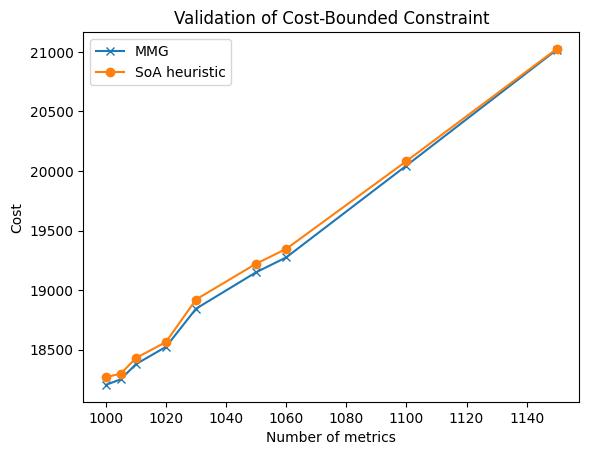 Validation of Cost-Bounded Constraint
MMG
SoA heuristic
21000
20500
20000
19500
19000
18500
Cost
1000 1020 1040 1060 1080 1100 1120 1140
Number of metrics